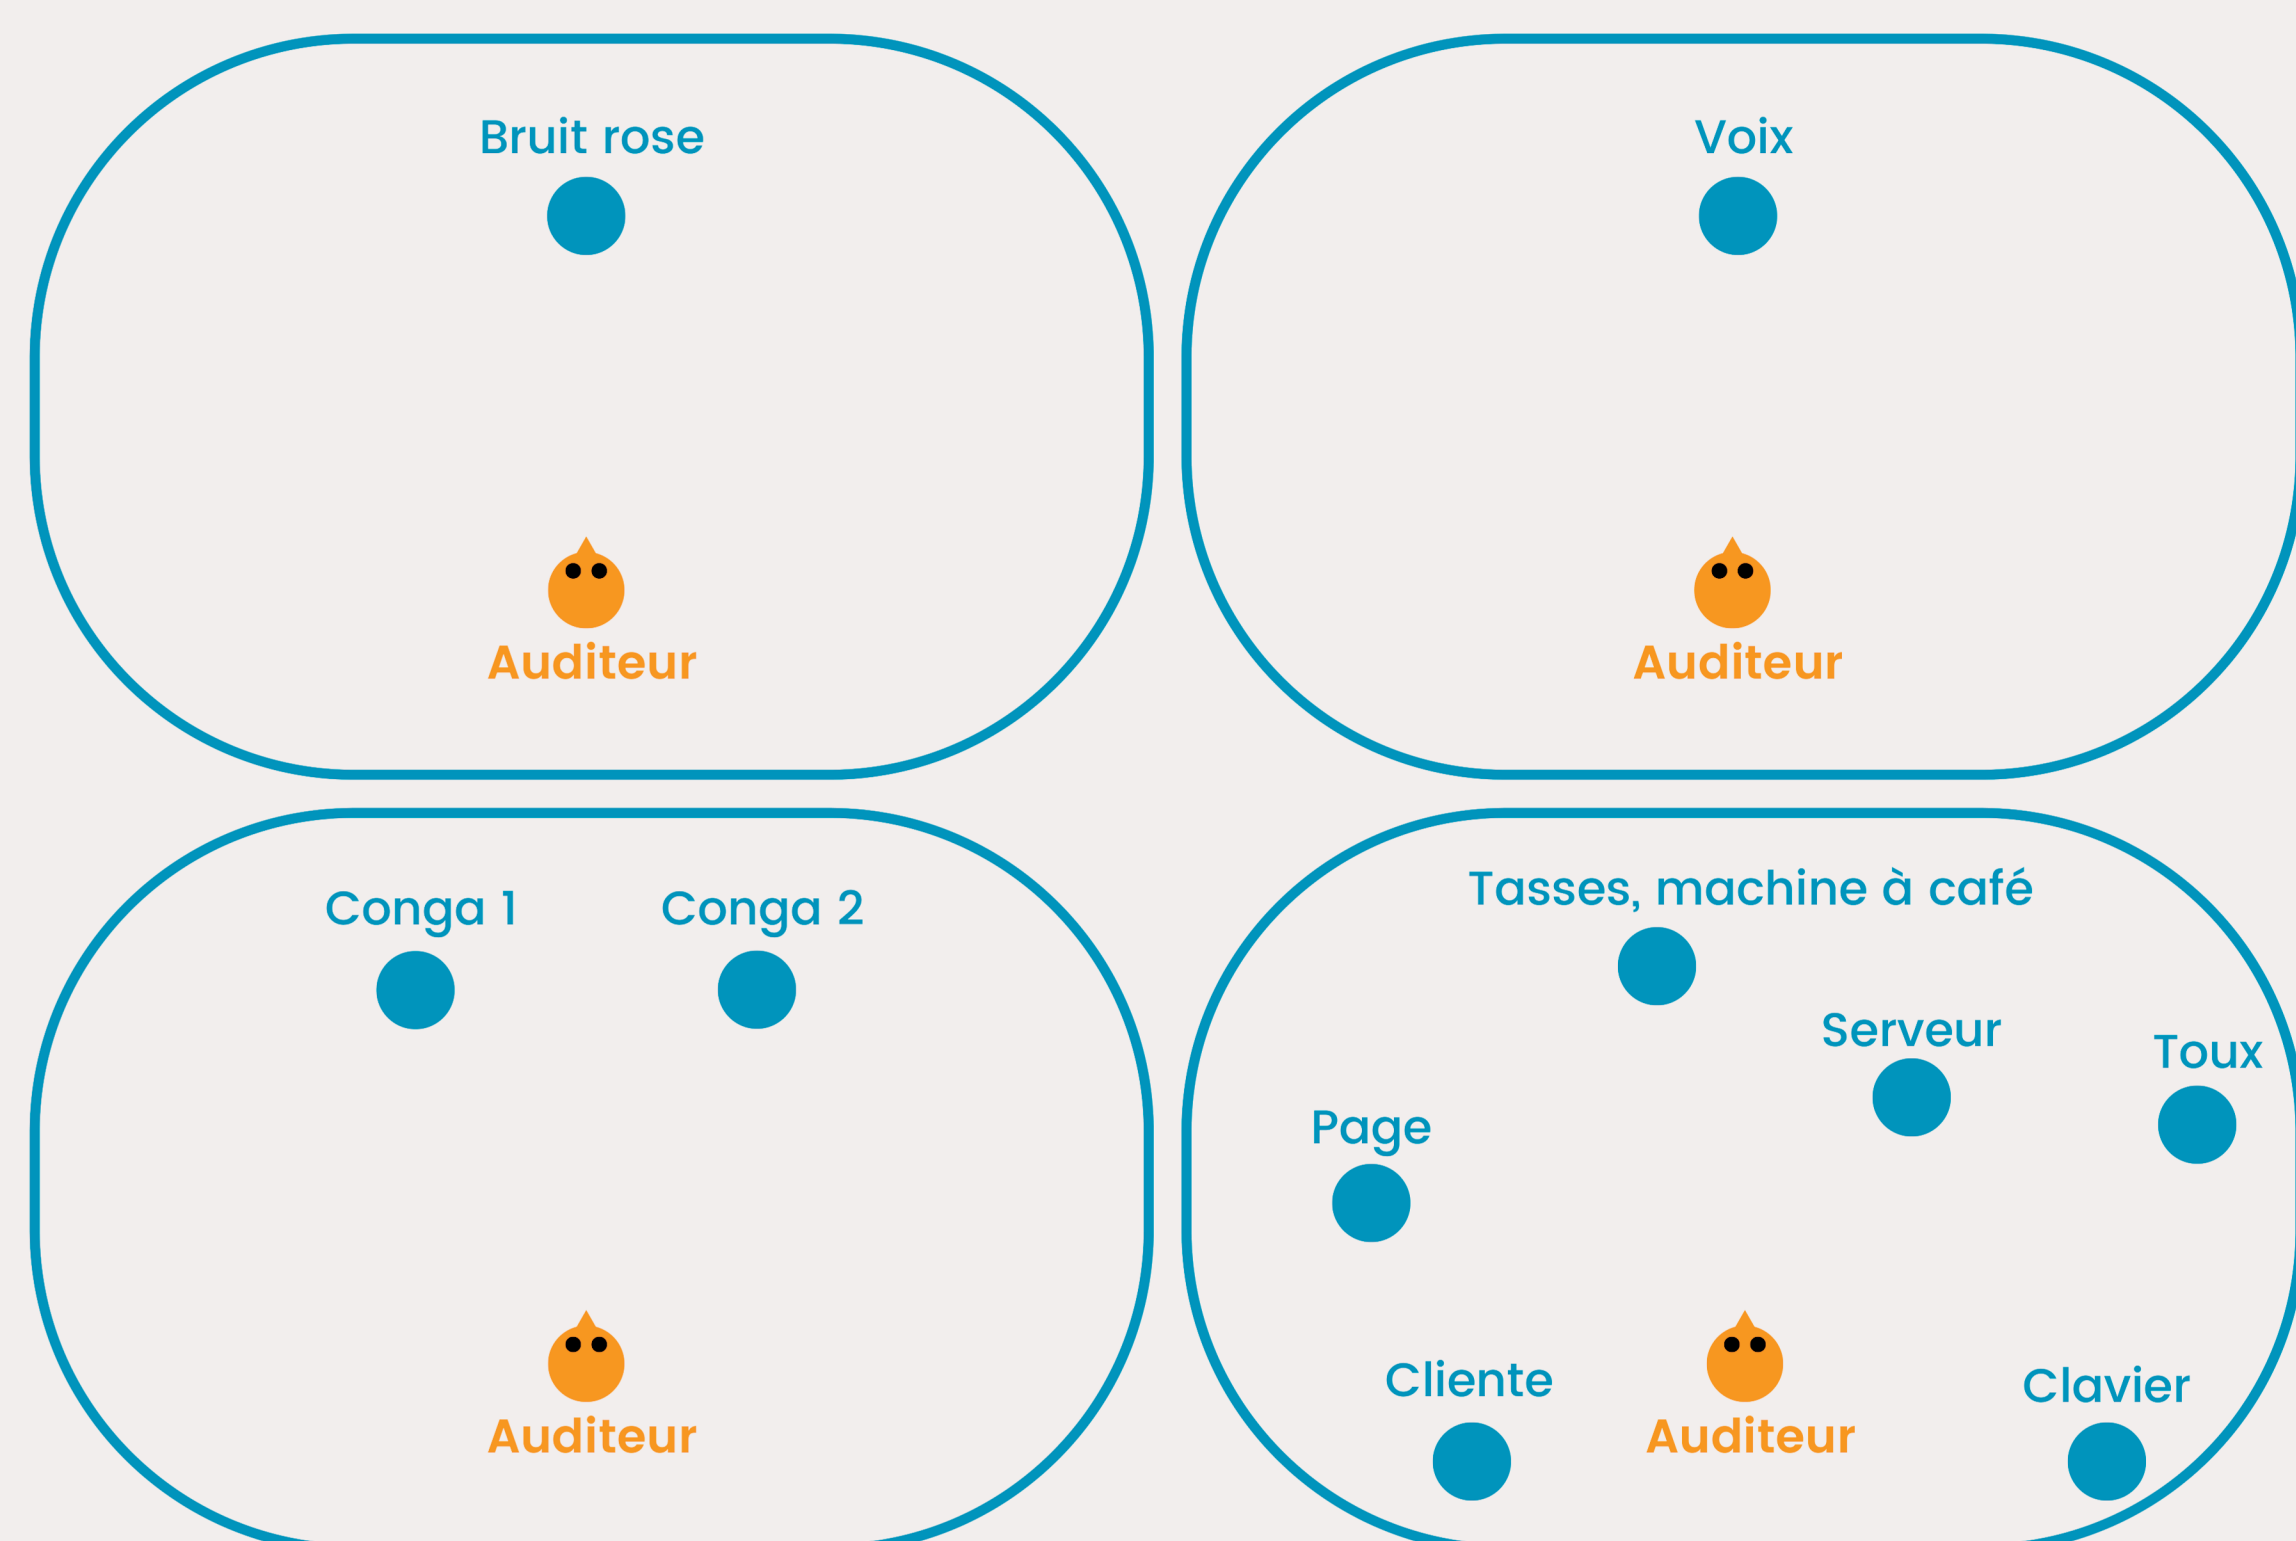 Bruit rose
Auditeur
Voix
Auditeur
Conga 1
Conga 2
Auditeur
Tasses, machine à café
Serveur
Toux
Page
Cliente
Clavier
Auditeur